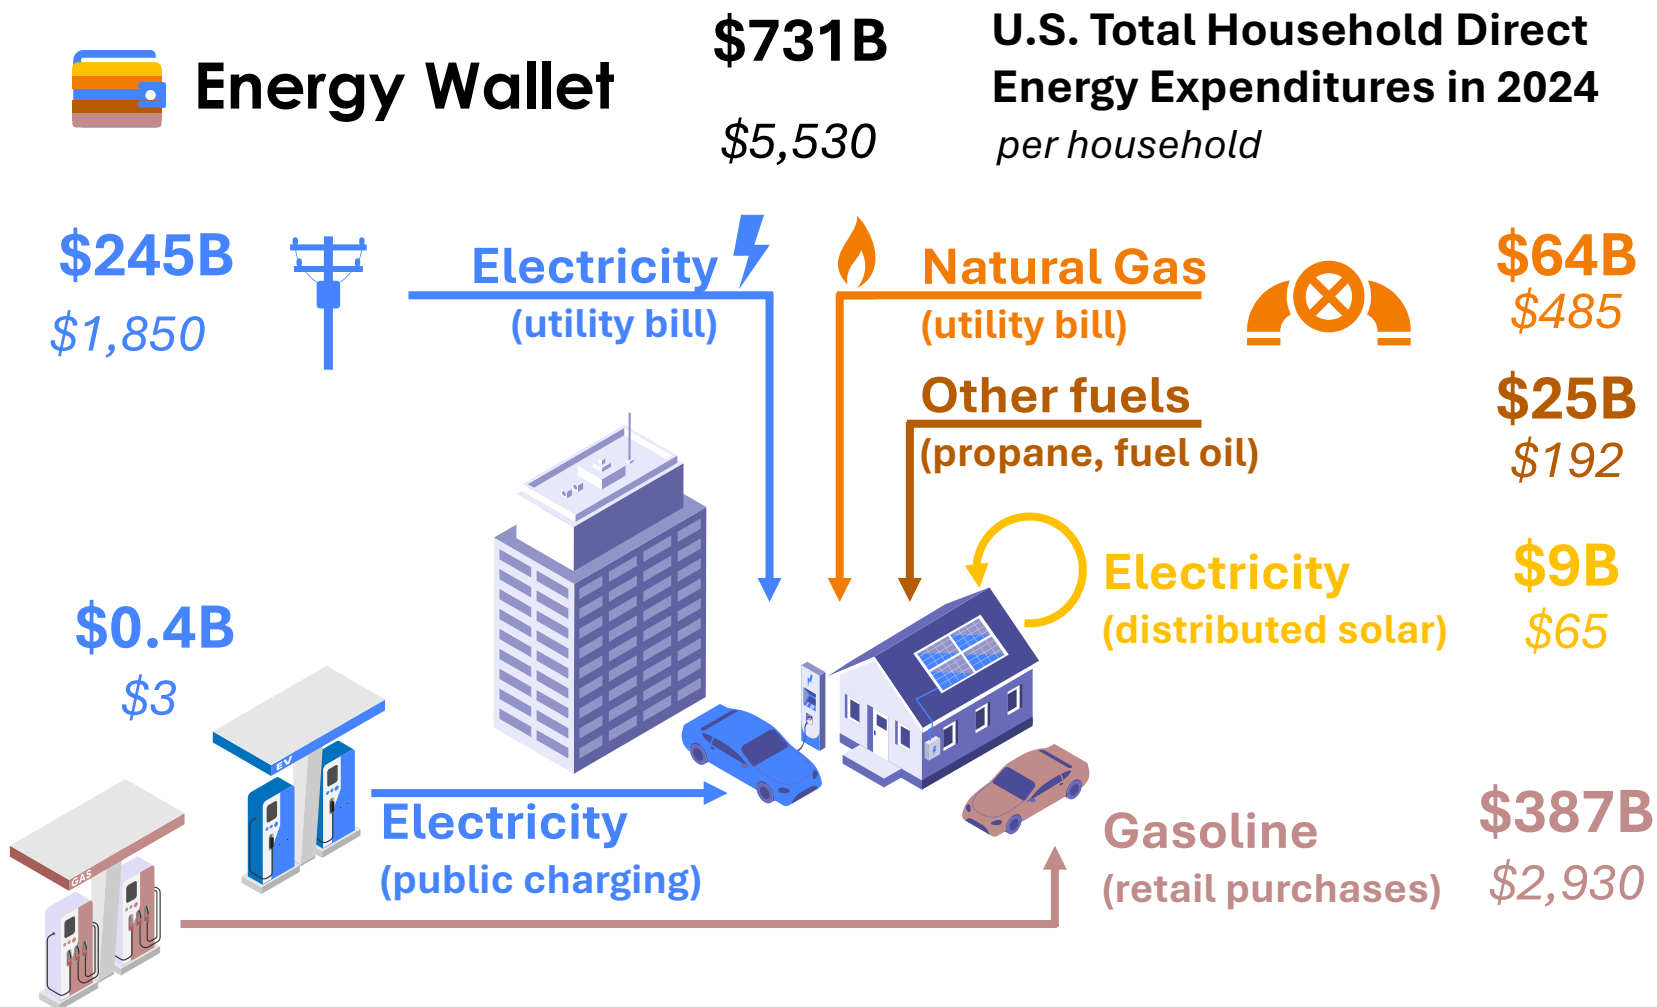 Energy Wallet
$731B
$5,530
U.S. Total Household Direct
Energy Expenditures in 2024
per household
$245B
$1,850
Electricity
(utility bill)
Natural Gas
(utility bill)
$64B
$485
Other fuels
(propane, fuel oil)
$25B
$192
Electricity
(distributed solar)
$9B
$65
$0.4B
$3
EV
Electricity
(public charging)
GAS
Gasoline
(retail purchases)
$387B
$2,930